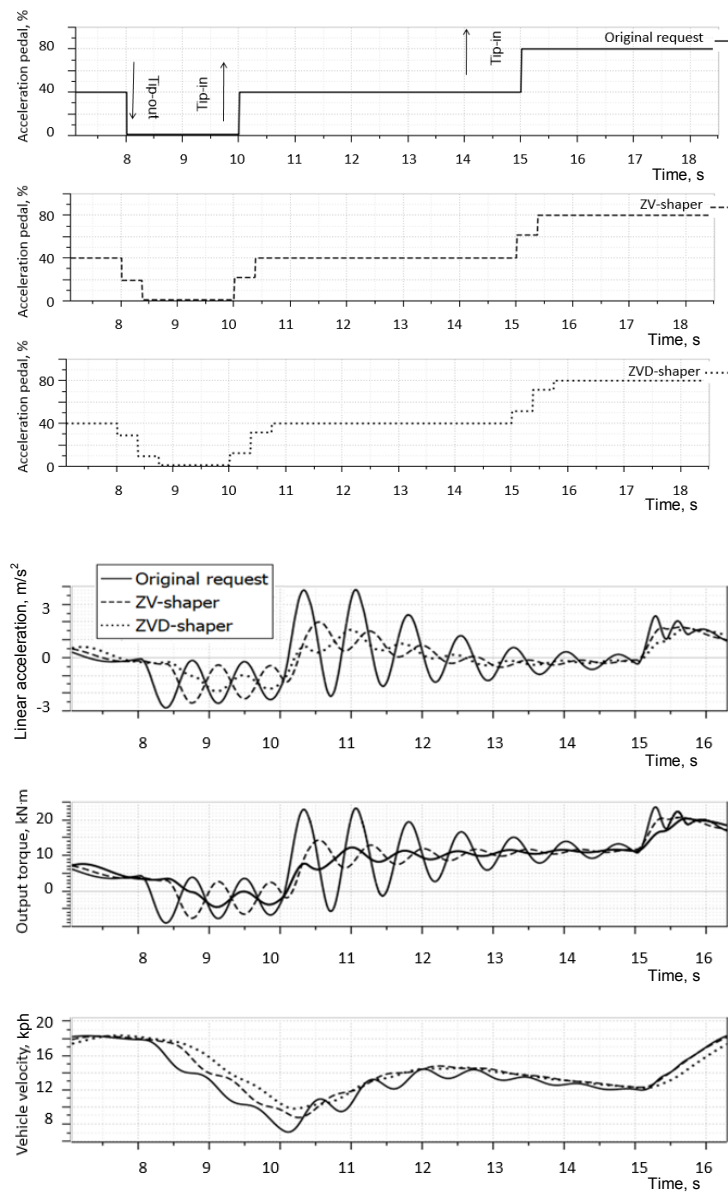 Acceleration pedal, %
80
40
0
Tip-out
Tip-in
Tip-in
Original request
8 9 10 11 12 13 14 15 16 17 18
Time, s
Acceleration pedal, %
80
40
0
ZV-shaper
8 9 10 11 12 13 14 15 16 17 18
Time, s
Acceleration pedal, %
80
40
0
ZVD-shaper
8 9 10 11 12 13 14 15 16 17 18
Time, s
Linear acceleration, m/s²
Original request
ZV-shaper
ZVD-shaper
3
0
-3
8 9 10 11 12 13 14 15 16
Time, s
Output torque, kN·m
20
10
0
8 9 10 11 12 13 14 15 16
Time, s
Vehicle velocity, kph
20
16
12
8
8 9 10 11 12 13 14 15 16
Time, s